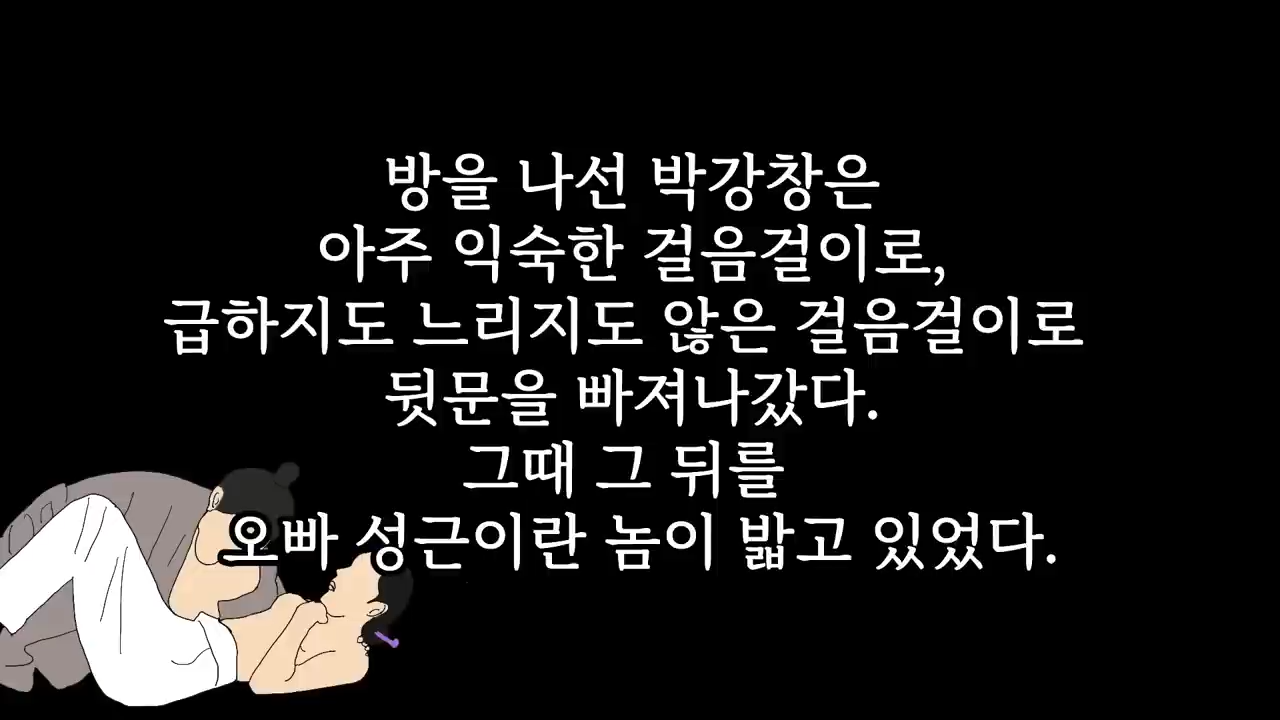 방을 나선 박강창은
아주 익숙한 걸음걸이로,
급하지도 느리지도 않은 걸음걸이로
뒷문을 빠져나갔다.
그때 그 뒤를
오빠 성근이란 놈이 밟고 있었다.